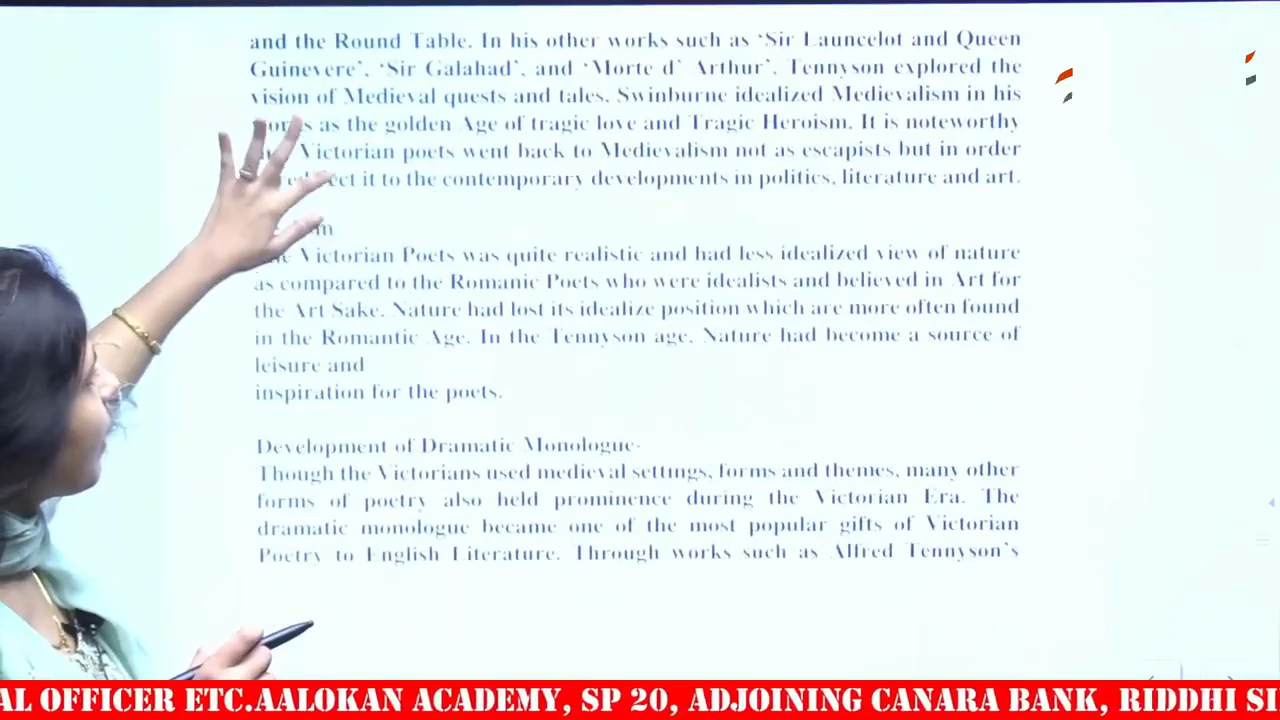 and the Round Table. In his other works such as ‘Sir Launcelot and Queen
Guinevere’, ‘Sir Galahad’, and ‘Morte d’ Arthur’, Tennyson explored the
vision of Medieval quests and tales. Swinburne idealized Medievalism in his
as the golden Age of tragic love and Tragic Heroism. It is noteworthy
Victorian poets went back to Medievalism not as escapists but in order
it to the contemporary developments in politics, literature and art.
Victorian Poets was quite realistic and had less idealized view of nature
as compared to the Romanic Poets who were idealists and believed in Art for
the Art Sake. Nature had lost its idealize position which are more often found
in the Romantic Age. In the Tennyson age, Nature had become a source of
leisure and
inspiration for the poets.
Development of Dramatic Monologue-
Though the Victorians used medieval settings, forms and themes, many other
forms of poetry also held prominence during the Victorian Era. The
dramatic monologue became one of the most popular gifts of Victorian
Poetry to English Literature. Through works such as Alfred Tennyson’s
AL OFFICER ETC.AALOKAN ACADEMY, SP 20, ADJOINING CANARA BANK, RIDDHI SI